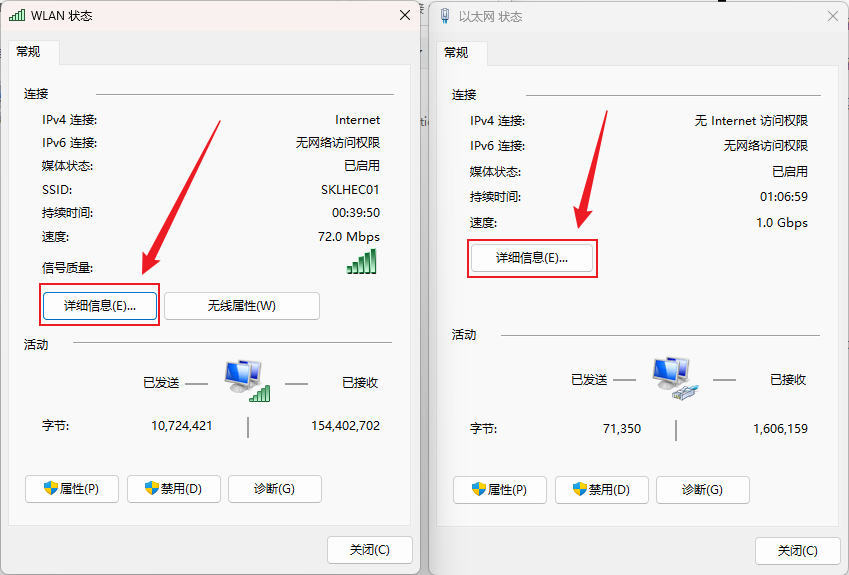 WLAN 状态
常规
连接
IPv4 连接: Internet
IPv6 连接: 无网络访问权限
媒体状态: 已启用
SSID: SKLHEC01
持续时间: 00:39:50
速度: 72.0 Mbps
信号质量:
详细信息(E)... 无线属性(W)
活动
已发送 已接收
字节: 10,724,421 154,402,702
属性(P) 禁用(D) 诊断(G)
关闭(C)
以太网 状态
常规
连接
IPv4 连接: 无 Internet 访问权限
IPv6 连接: 无网络访问权限
媒体状态: 已启用
持续时间: 01:06:59
速度: 1.0 Gbps
详细信息(E)...
活动
已发送 已接收
字节: 71,350 1,606,159
属性(P) 禁用(D) 诊断(G)
关闭(C)